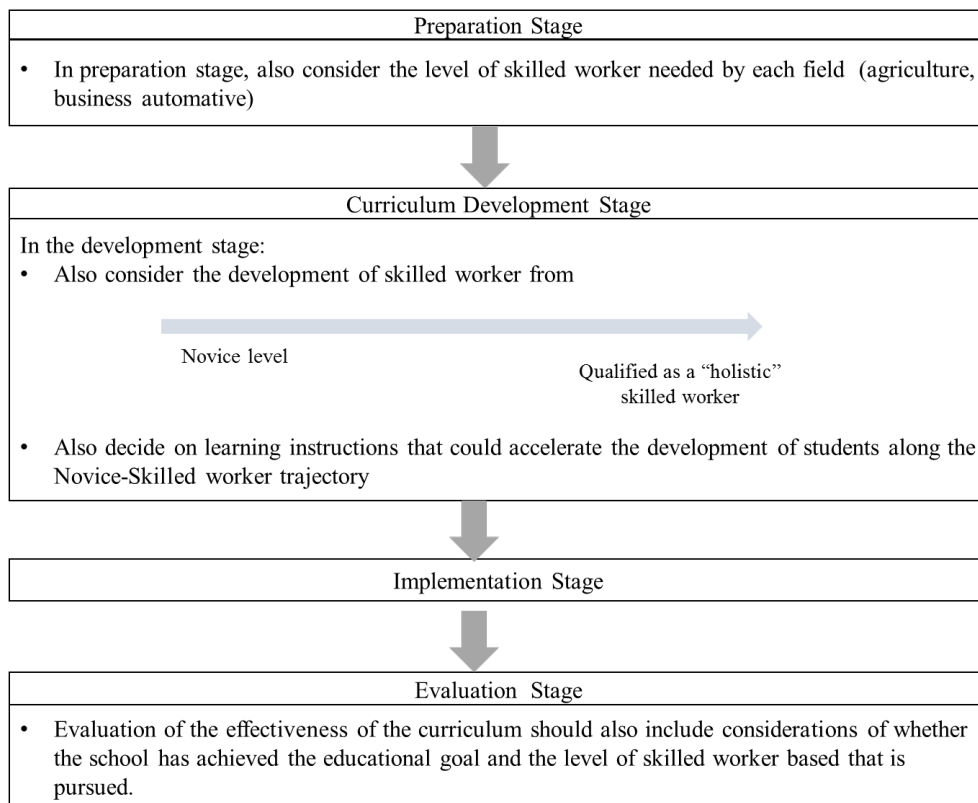 Preparation Stage
• In preparation stage, also consider the level of skilled worker needed by each field (agriculture,
business automative)
Curriculum Development Stage
In the development stage:
• Also consider the development of skilled worker from
Novice level
Qualified as a “holistic”
skilled worker
• Also decide on learning instructions that could accelerate the development of students along the
Novice-Skilled worker trajectory
Implementation Stage
Evaluation Stage
• Evaluation of the effectiveness of the curriculum should also include considerations of whether
the school has achieved the educational goal and the level of skilled worker based that is
pursued.